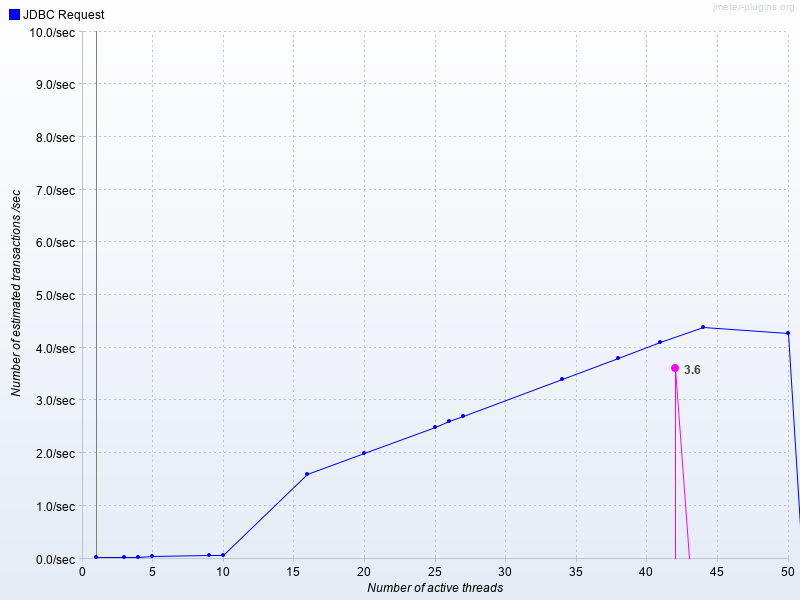 jmeter-plugins.org
JDBC Request
10.0/sec
9.0/sec
8.0/sec
7.0/sec
6.0/sec
5.0/sec
4.0/sec
3.0/sec
2.0/sec
1.0/sec
0.0/sec
Number of estimated transactions /sec
3.6
0 5 10 15 20 25 30 35 40 45 50
Number of active threads